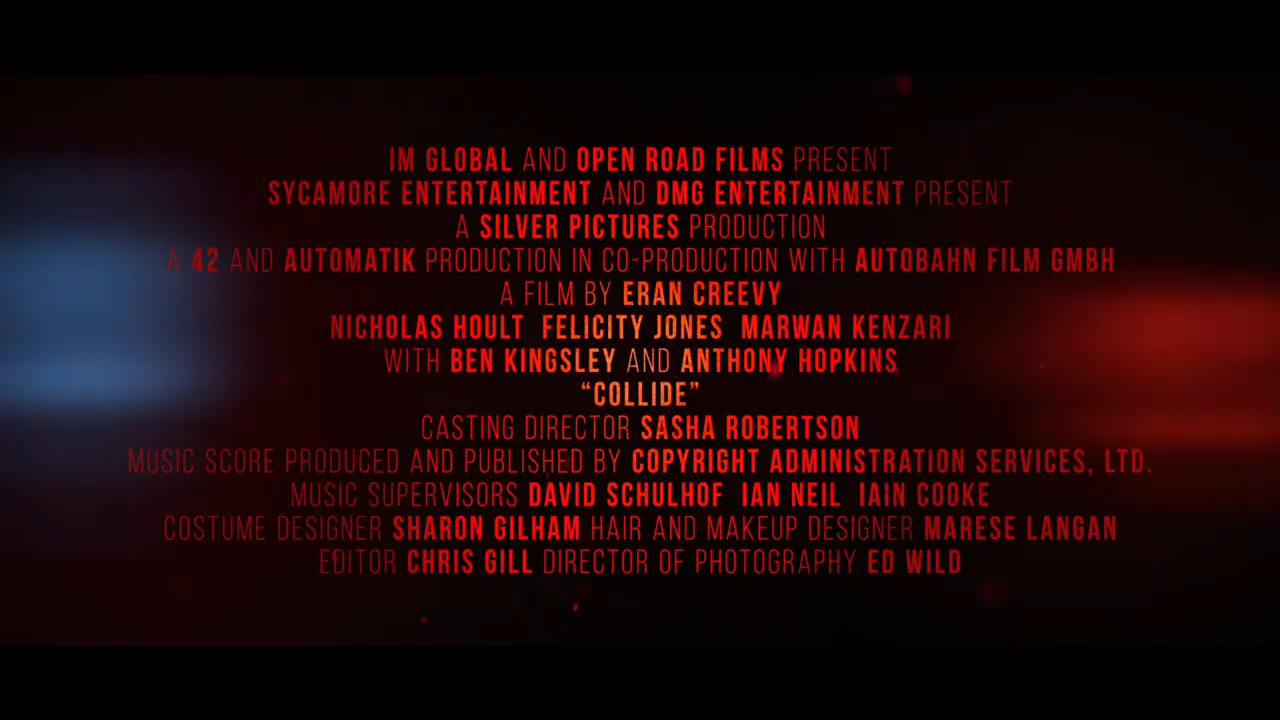 IM GLOBAL AND OPEN ROAD FILMS PRESENT
SYCAMORE ENTERTAINMENT AND DMG ENTERTAINMENT PRESENT
A SILVER PICTURES PRODUCTION
A 42 AND AUTOMATIK PRODUCTION IN CO-PRODUCTION WITH AUTOBAHN FILM GMBH
A FILM BY ERAN CREEVY
NICHOLAS HOULT FELICITY JONES MARWAN KENZARI
WITH BEN KINGSLEY AND ANTHONY HOPKINS
“COLLIDE”
CASTING DIRECTOR SASHA ROBERTSON
MUSIC SCORE PRODUCED AND PUBLISHED BY COPYRIGHT ADMINISTRATION SERVICES, LTD.
MUSIC SUPERVISORS DAVID SCHULHOF IAN NEIL IAIN COOKE
COSTUME DESIGNER SHARON GILHAM HAIR AND MAKEUP DESIGNER MARESE LANGAN
EDITOR CHRIS GILL DIRECTOR OF PHOTOGRAPHY ED WILD